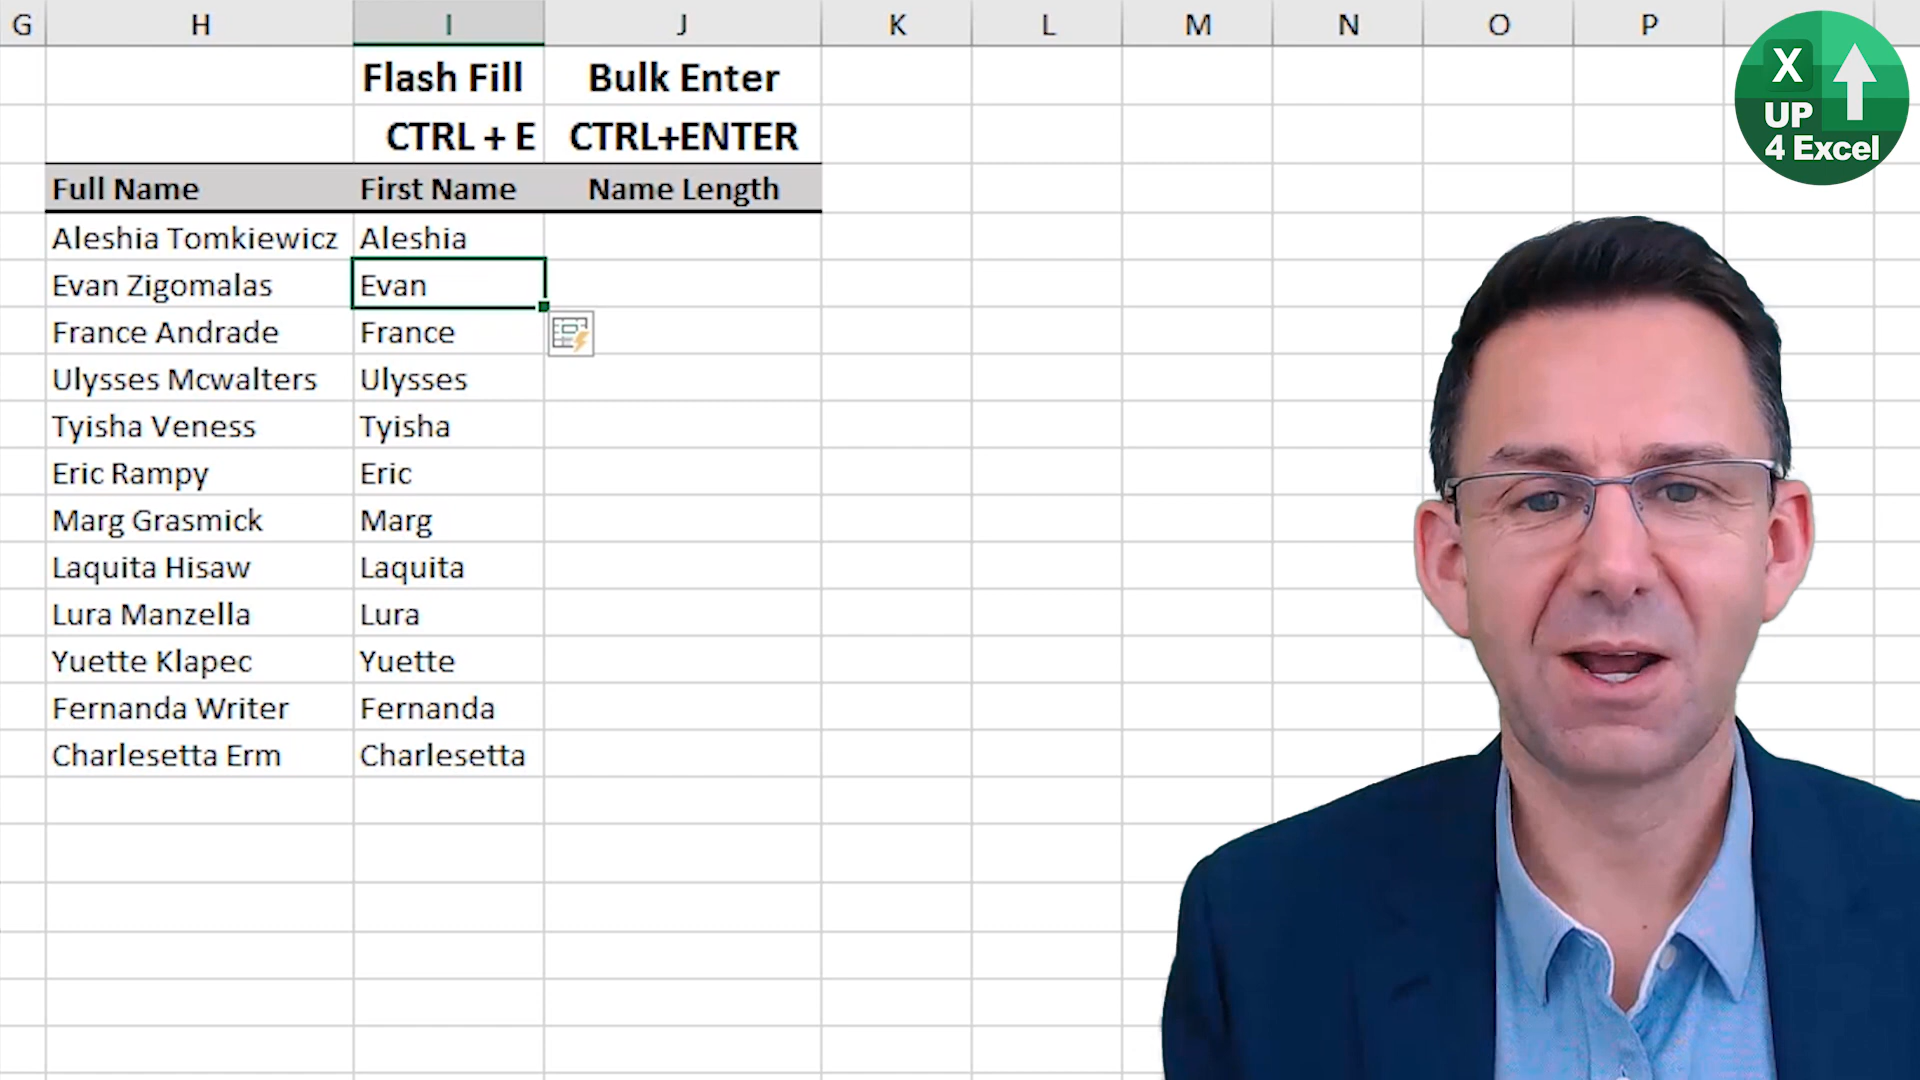 G H I J K L M N O P
Flash Fill Bulk Enter
CTRL + E CTRL+ENTER
Full Name First Name Name Length
Aleshia Tomkiewicz Aleshia
Evan Zigomalas Evan
France Andrade France
Ulysses Mcwalters Ulysses
Tyisha Veness Tyisha
Eric Rampy Eric
Marg Grasmick Marg
Laquita Hisaw Laquita
Lura Manzella Lura
Yuette Klapec Yuette
Fernanda Writer Fernanda
Charlesetta Erm Charlesetta
X
UP
4 Excel